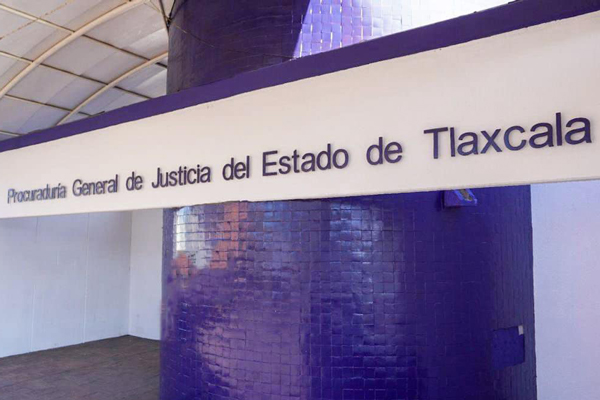 Procuraduría General de Justicia del Estado de Tlaxcala